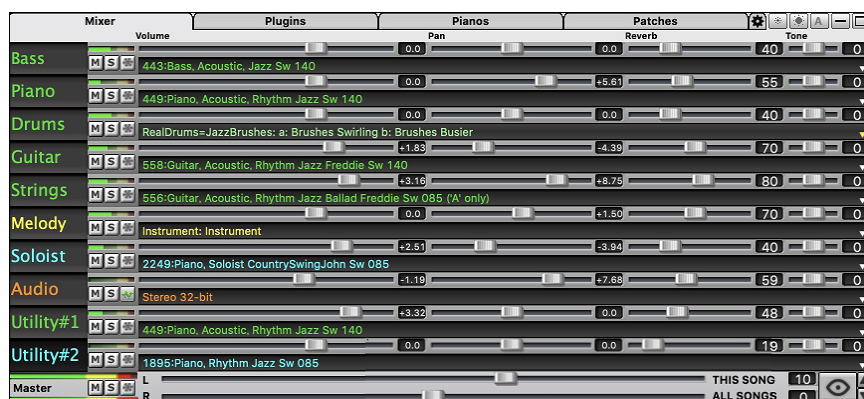 Mixer Plugins Pianos Patches A
Volume Pan Reverb Tone
Bass M S 0.0 0.0 40 0
443:Bass, Acoustic, Jazz Sw 140
Piano M S 0.0 +5.61 55 0
449:Piano, Acoustic, Rhythm Jazz Sw 140
Drums M S 0.0 0.0 40 0
RealDrums=JazzBrushes: a: Brushes Swirling b: Brushes Busier
Guitar M S +1.83 -4.39 70 0
558:Guitar, Acoustic, Rhythm Jazz Freddie Sw 140
Strings M S +3.16 +8.75 80 0
556:Guitar, Acoustic, Rhythm Jazz Ballad Freddie Sw 085 ('A' only)
Melody M S 0.0 +1.50 70 0
Instrument: Instrument
Soloist M S +2.51 -3.94 40 0
2249:Piano, Soloist CountrySwingJohn Sw 085
Audio M S -1.19 +7.68 59 0
Stereo 32-bit
Utility#1 M S +3.32 0.0 48 0
449:Piano, Acoustic, Rhythm Jazz Sw 140
Utility#2 M S 0.0 0.0 19 0
1895:Piano, Rhythm Jazz Sw 085
Master M S L THIS SONG 10
R ALL SONGS 0